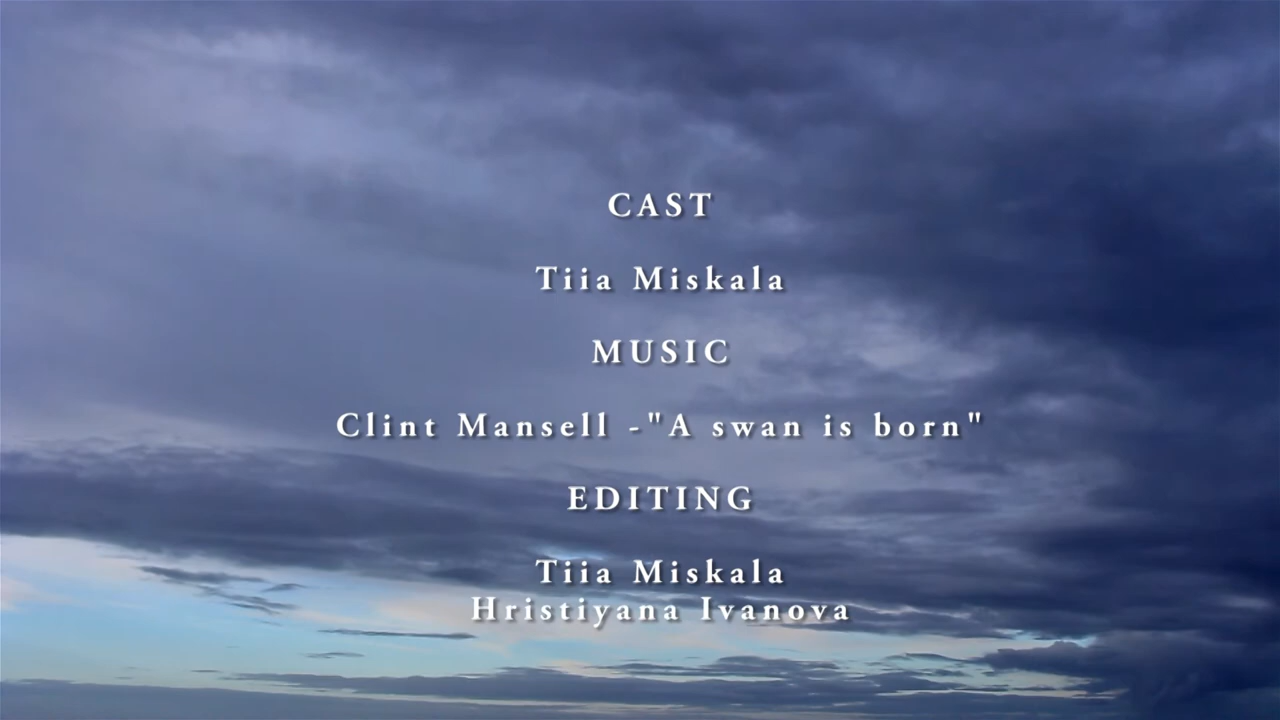 CAST
Tiia Miskala
MUSIC
Clint Mansell -"A swan is born"
EDITING
Tiia Miskala
Hristiyana Ivanova